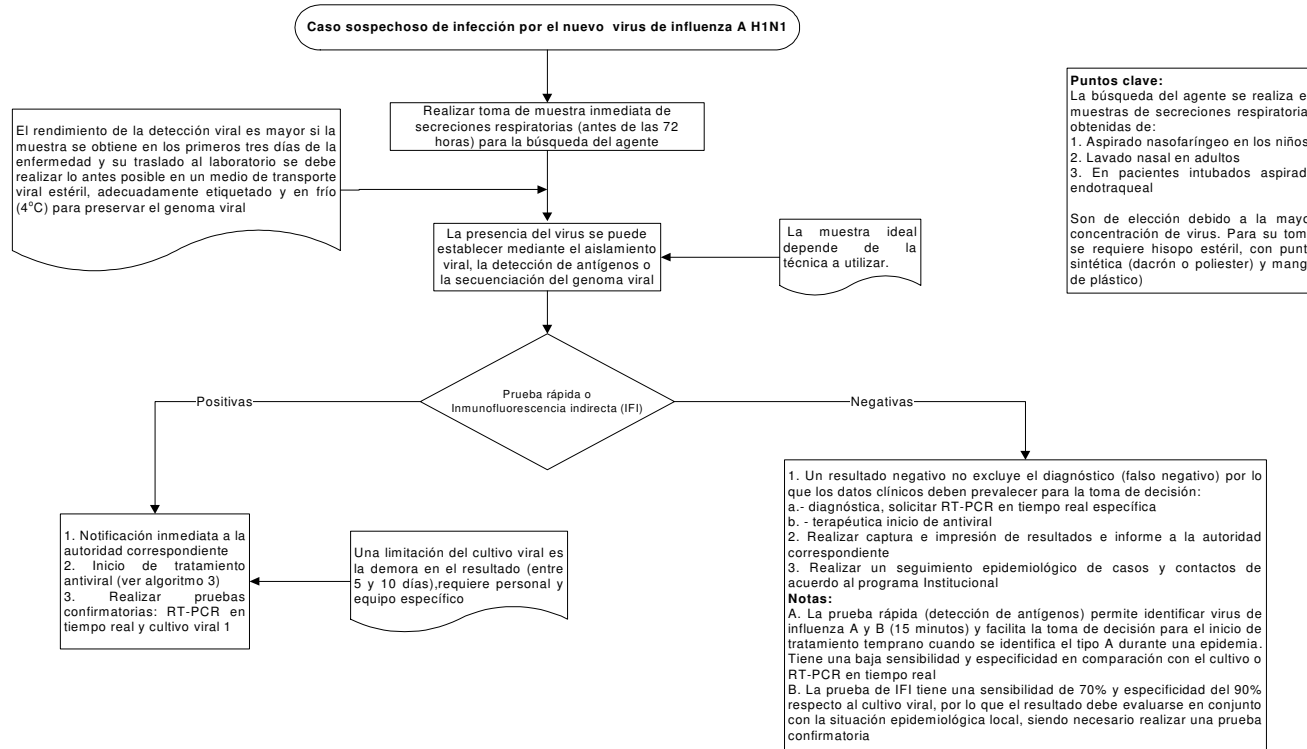 Caso sospechoso de infección por el nuevo virus de influenza A H1N1
Realizar toma de muestra inmediata de
secreciones respiratorias (antes de las 72
horas) para la búsqueda del agente
El rendimiento de la detección viral es mayor si la
muestra se obtiene en los primeros tres días de la
enfermedad y su traslado al laboratorio se debe
realizar lo antes posible en un medio de transporte
viral estéril, adecuadamente etiquetado y en frío
(4°C) para preservar el genoma viral
Puntos clave:
La búsqueda del agente se realiza e
muestras de secreciones respiratoria
obtenidas de:
1. Aspirado nasofaríngeo en los niños
2. Lavado nasal en adultos
3. En pacientes intubados aspirad
endotraqueal
Son de elección debido a la mayo
concentración de virus. Para su tom
se requiere hisopo estéril, con punt
sintética (dacrón o poliester) y mang
de plástico)
La presencia del virus se puede
establecer mediante el aislamiento
viral, la detección de antígenos o
la secuenciación del genoma viral
La muestra ideal
depende de la
técnica a utilizar.
Prueba rápida o
Inmunofluorescencia indirecta (IFI)
Positivas
Negativas
1. Notificación inmediata a la
autoridad correspondiente
2. Inicio de tratamiento
antiviral (ver algoritmo 3)
3. Realizar pruebas
confirmatorias: RT-PCR en
tiempo real y cultivo viral 1
Una limitación del cultivo viral es
la demora en el resultado (entre
5 y 10 días),requiere personal y
equipo específico
1. Un resultado negativo no excluye el diagnóstico (falso negativo) por lo
que los datos clínicos deben prevalecer para la toma de decisión:
a.- diagnóstica, solicitar RT-PCR en tiempo real específica
b. - terapéutica inicio de antiviral
2. Realizar captura e impresión de resultados e informe a la autoridad
correspondiente
3. Realizar un seguimiento epidemiológico de casos y contactos de
acuerdo al programa Institucional
Notas:
A. La prueba rápida (detección de antígenos) permite identificar virus de
influenza A y B (15 minutos) y facilita la toma de decisión para el inicio de
tratamiento temprano cuando se identifica el tipo A durante una epidemia.
Tiene una baja sensibilidad y especificidad en comparación con el cultivo o
RT-PCR en tiempo real
B. La prueba de IFI tiene una sensibilidad de 70% y especificidad del 90%
respecto al cultivo viral, por lo que el resultado debe evaluarse en conjunto
con la situación epidemiológica local, siendo necesario realizar una prueba
confirmatoria